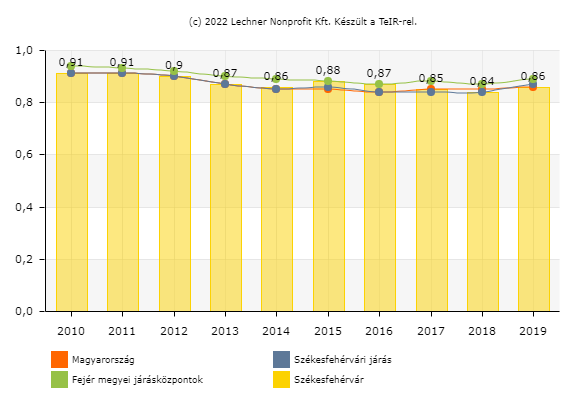 (c) 2022 Lechner Nonprofit Kft. Készült a TeIR-rel.
1,0
0,91 0,91 0,9 0,87 0,86 0,88 0,87 0,85 0,84 0,86
0,8
0,6
0,4
0,2
0,0
2010 2011 2012 2013 2014 2015 2016 2017 2018 2019
Magyarország Székesfehérvári járás
Fejér megyei járásközpontok Székesfehérvár